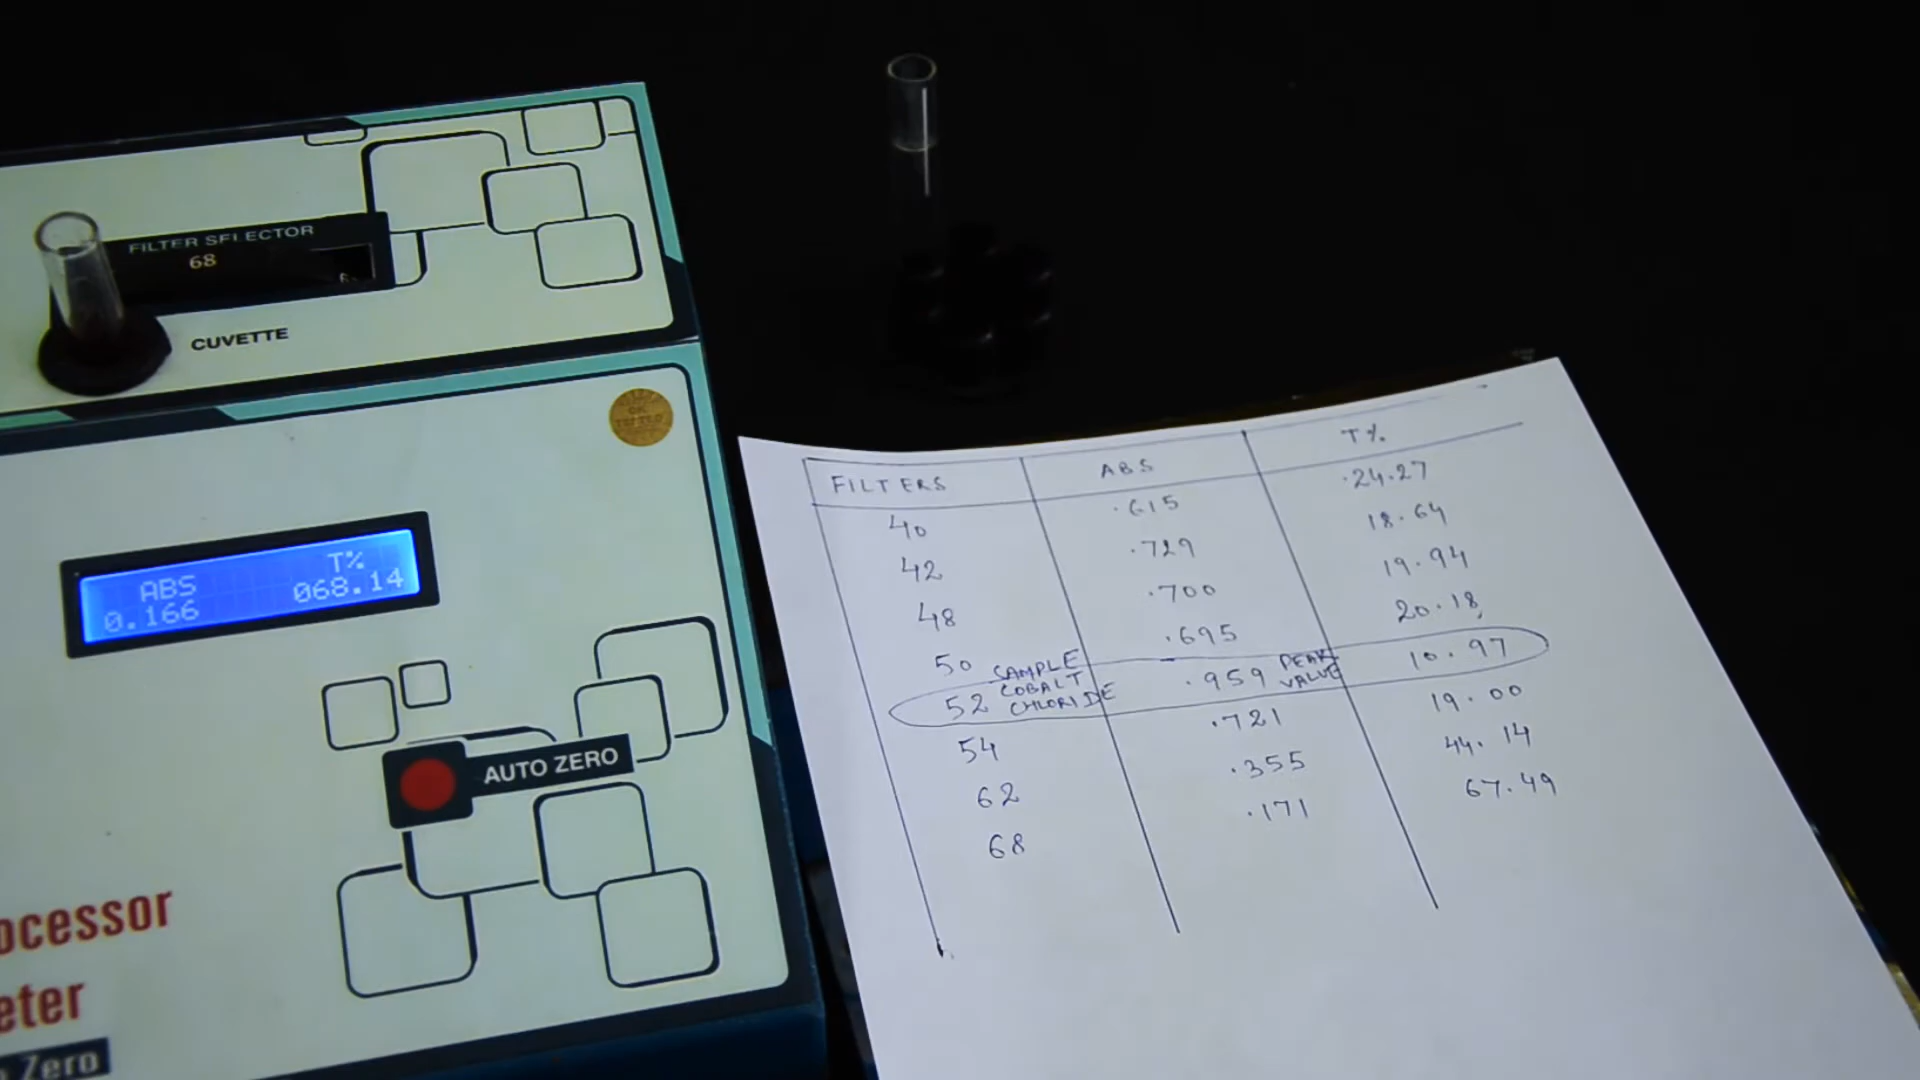 FILTER SELECTOR
68
CUVETTE
OK
TESTED
ABS T%
0.166 068.14
AUTO ZERO
ocessor
eter
Zero
FILTERS ABS T%
40 .615 .24.27
42 .729 18.64
48 .700 19.94
50 .695 20.18
52 SAMPLE COBALT CHLORIDE .959 PEAK VALUE 10.97
54 .721 19.00
62 .355 44.14
68 .171 67.49